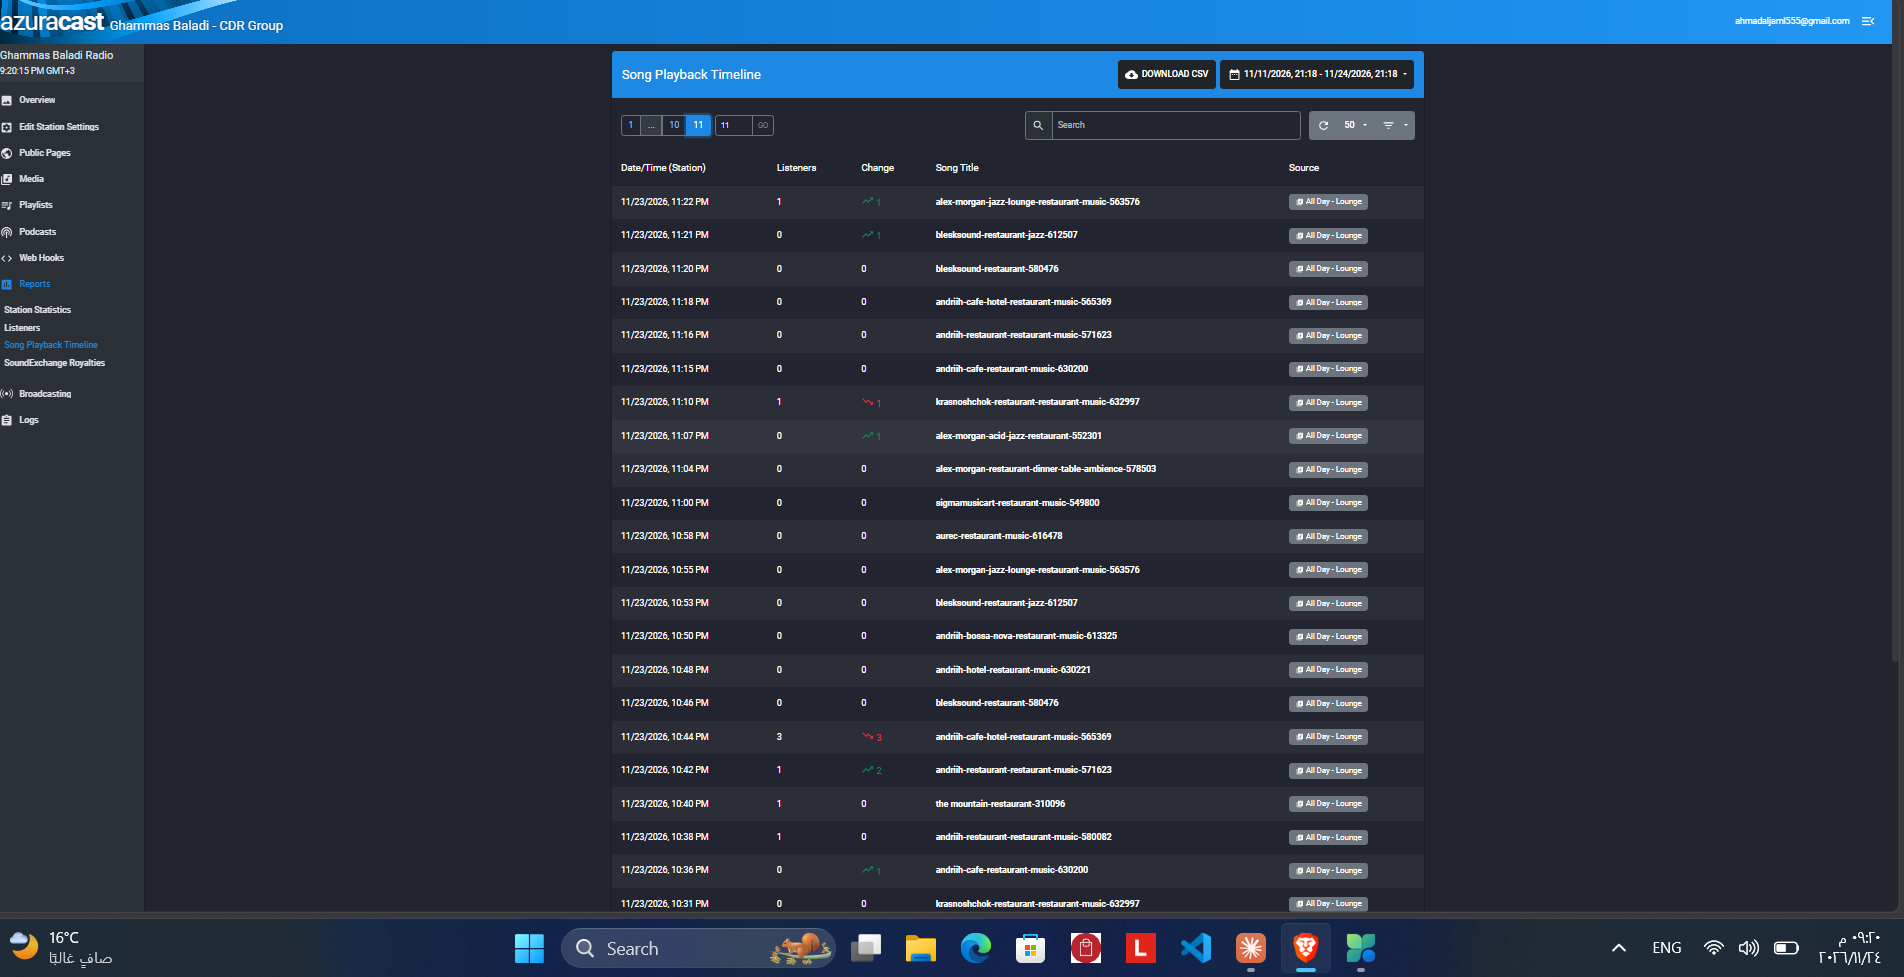 azuracast Ghammas Baladi - CDR Group
ahmadaljaml555@gmail.com
Ghammas Baladi Radio
9:20:15 PM GMT+3
Overview
Edit Station Settings
Public Pages
Media
Playlists
Podcasts
Web Hooks
Reports
Station Statistics
Listeners
Song Playback Timeline
SoundExchange Royalties
Broadcasting
Logs
Song Playback Timeline
DOWNLOAD CSV
11/11/2026, 21:18 - 11/24/2026, 21:18
1 ... 10 11 11 GO
Search
50
Date/Time (Station) Listeners Change Song Title Source
11/23/2026, 11:22 PM 1 1 alex-morgan-jazz-lounge-restaurant-music-563576 All Day - Lounge
11/23/2026, 11:21 PM 0 1 blesksound-restaurant-jazz-612507 All Day - Lounge
11/23/2026, 11:20 PM 0 0 blesksound-restaurant-580476 All Day - Lounge
11/23/2026, 11:18 PM 0 0 andriih-cafe-hotel-restaurant-music-565369 All Day - Lounge
11/23/2026, 11:16 PM 0 0 andriih-restaurant-restaurant-music-571623 All Day - Lounge
11/23/2026, 11:15 PM 0 0 andriih-cafe-restaurant-music-630200 All Day - Lounge
11/23/2026, 11:10 PM 1 1 krasnoshchok-restaurant-restaurant-music-632997 All Day - Lounge
11/23/2026, 11:07 PM 0 1 alex-morgan-acid-jazz-restaurant-552301 All Day - Lounge
11/23/2026, 11:04 PM 0 0 alex-morgan-restaurant-dinner-table-ambience-578503 All Day - Lounge
11/23/2026, 11:00 PM 0 0 sigmamusicart-restaurant-music-549800 All Day - Lounge
11/23/2026, 10:58 PM 0 0 aurec-restaurant-music-616478 All Day - Lounge
11/23/2026, 10:55 PM 0 0 alex-morgan-jazz-lounge-restaurant-music-563576 All Day - Lounge
11/23/2026, 10:53 PM 0 0 blesksound-restaurant-jazz-612507 All Day - Lounge
11/23/2026, 10:50 PM 0 0 andriih-bossa-nova-restaurant-music-613325 All Day - Lounge
11/23/2026, 10:48 PM 0 0 andriih-hotel-restaurant-music-630221 All Day - Lounge
11/23/2026, 10:46 PM 0 0 blesksound-restaurant-580476 All Day - Lounge
11/23/2026, 10:44 PM 3 3 andriih-cafe-hotel-restaurant-music-565369 All Day - Lounge
11/23/2026, 10:42 PM 1 2 andriih-restaurant-restaurant-music-571623 All Day - Lounge
11/23/2026, 10:40 PM 1 0 the mountain-restaurant-310096 All Day - Lounge
11/23/2026, 10:38 PM 1 0 andriih-restaurant-restaurant-music-580082 All Day - Lounge
11/23/2026, 10:36 PM 0 1 andriih-cafe-restaurant-music-630200 All Day - Lounge
11/23/2026, 10:31 PM 0 0 krasnoshchok-restaurant-restaurant-music-632997 All Day - Lounge
16°C
صافٍ غالبًا
Search
L
ENG
٠٩:٢٠ م
٢٠٢٦/١١/٢٤